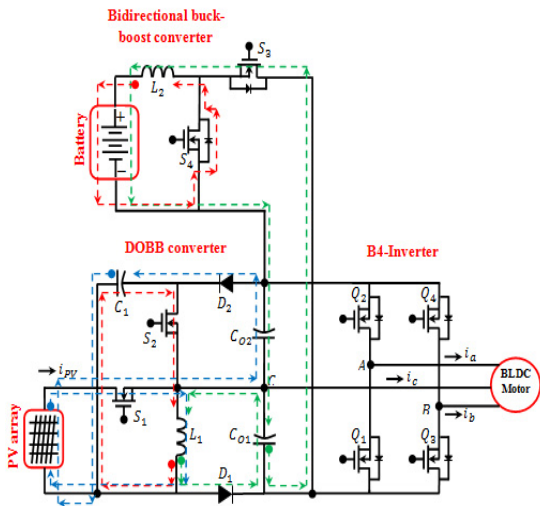 Bidirectional buck-
boost converter
S3
L2
+
Battery
S4
−
DOBB converter
B4-Inverter
C1
D2
Q2
Q4
S2
CO2
iPV
A
ia
C
ic
BLDC
Motor
S1
B
ib
PV array
L1
CO1
Q1
Q3
D1